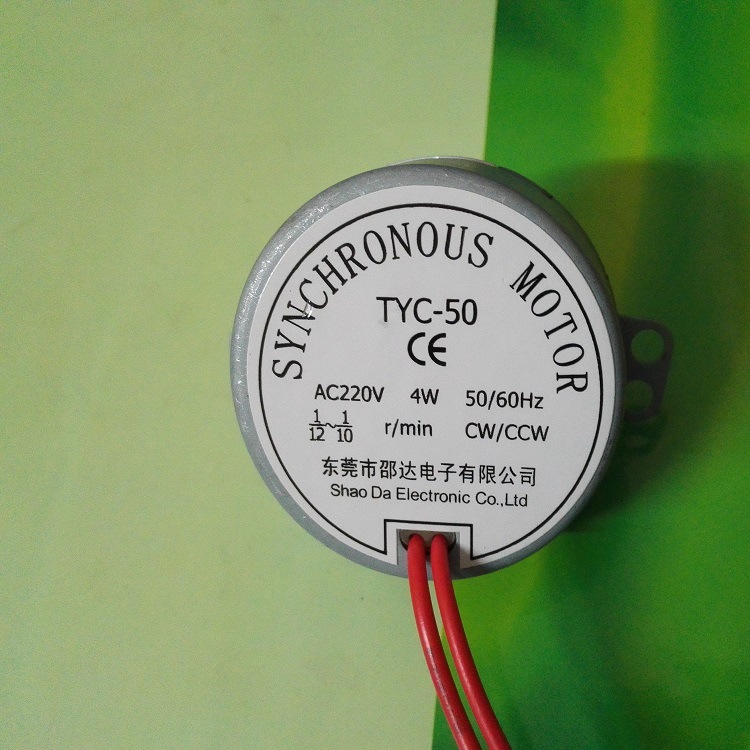 SYNCHRONOUS MOTOR
TYC-50
CE
AC220V 4W 50/60Hz
1/12~1/10 r/min CW/CCW
东莞市邵达电子有限公司
Shao Da Electronic Co.,Ltd